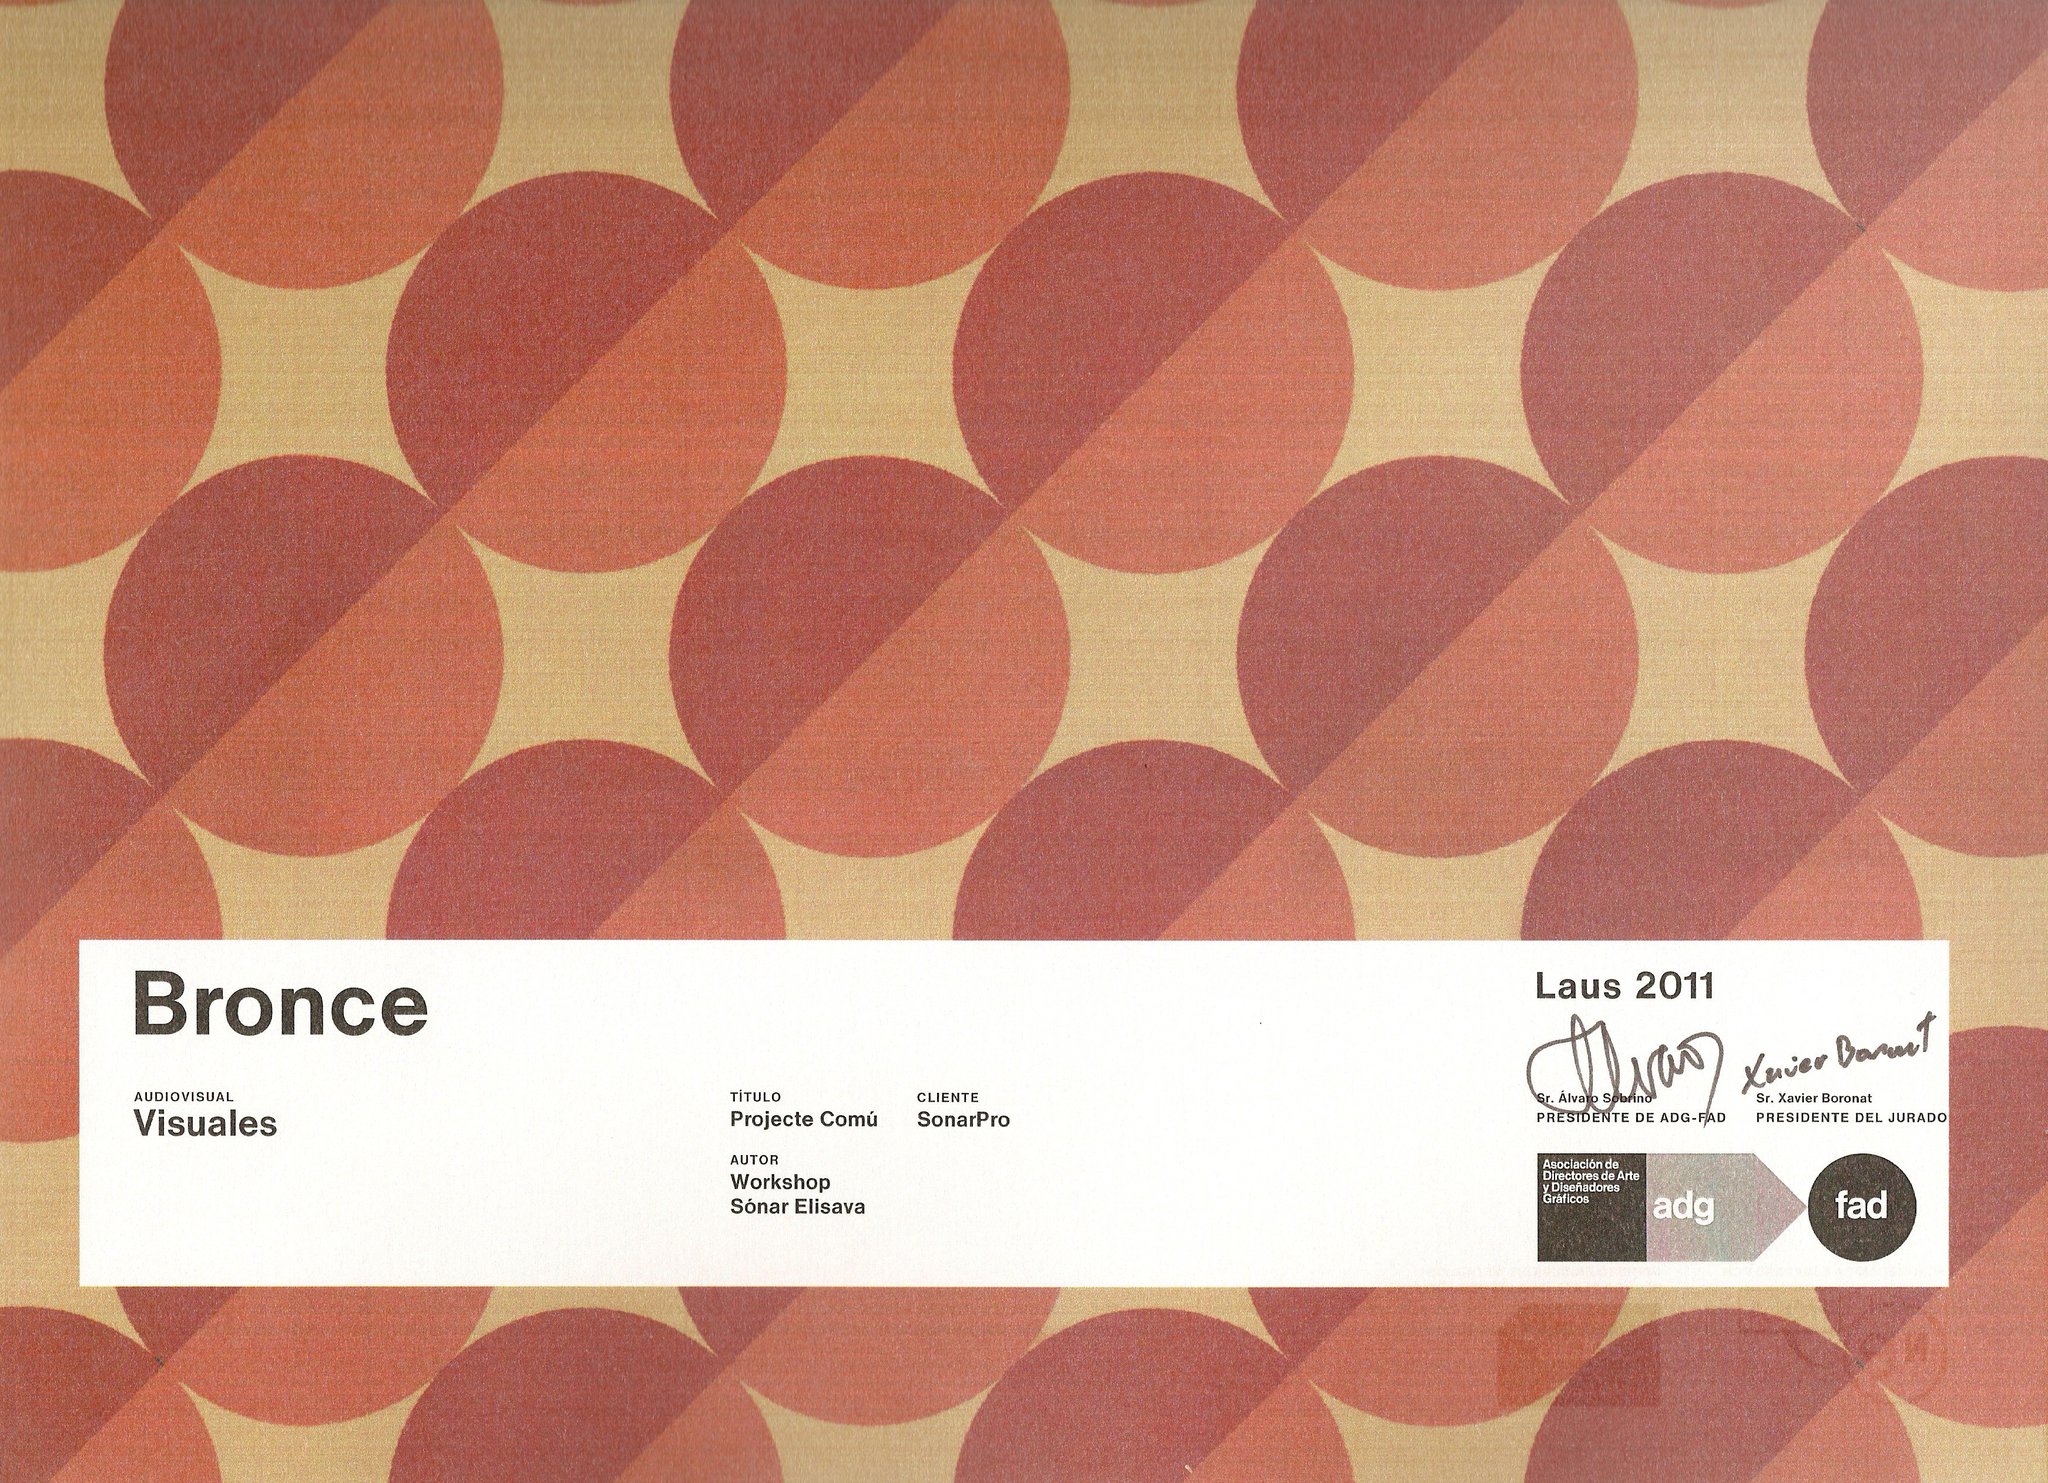 Bronce
AUDIOVISUAL
Visuales
TÍTULO
Projecte Comú
CLIENTE
SonarPro
AUTOR
Workshop
Sónar Elisava
Laus 2011
Xavier Boronat
Sr. Álvaro Sobrino
PRESIDENTE DE ADG-FAD
Sr. Xavier Boronat
PRESIDENTE DEL JURADO
Asociación de
Directores de Arte
y Diseñadores
Gráficos
adg
fad